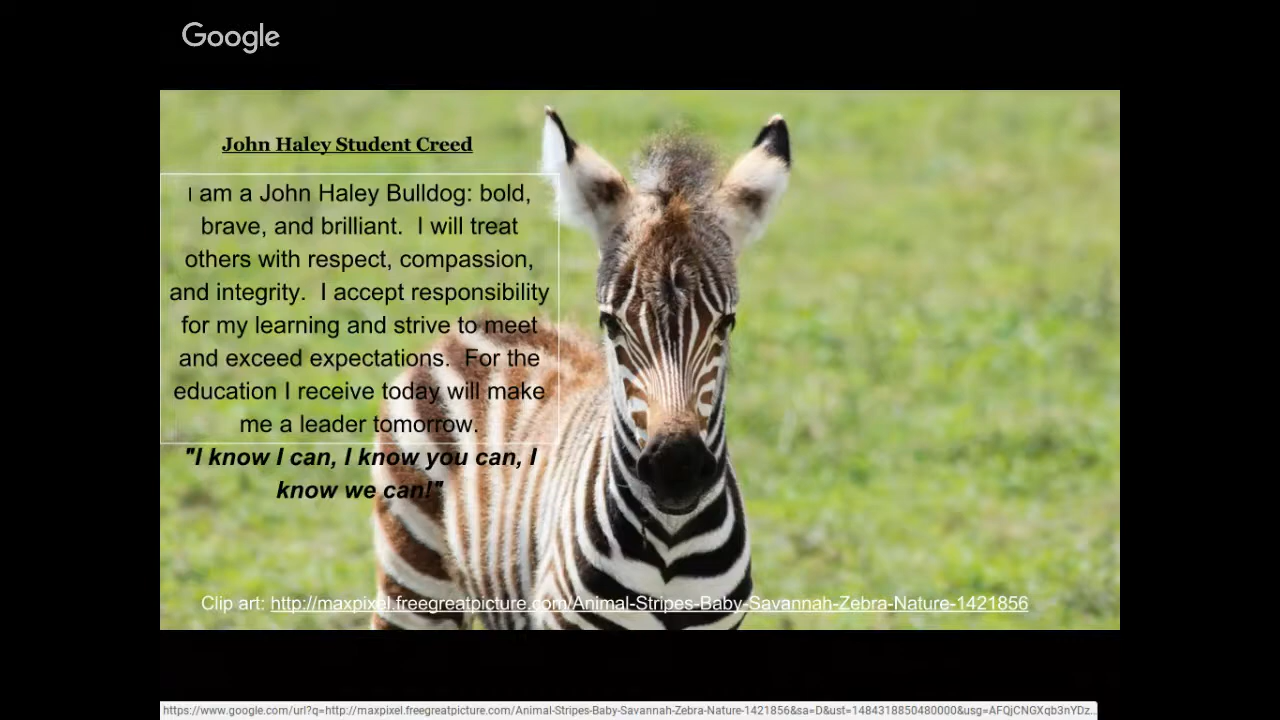 Google
John Haley Student Creed
I am a John Haley Bulldog: bold,
brave, and brilliant.  I will treat
others with respect, compassion,
and integrity.  I accept responsibility
for my learning and strive to meet
and exceed expectations.  For the
education I receive today will make
me a leader tomorrow.
"I know I can, I know you can, I
know we can!"
Clip art: http://maxpixel.freegreatpicture.com/Animal-Stripes-Baby-Savannah-Zebra-Nature-1421856
https://www.google.com/url?q=http://maxpixel.freegreatpicture.com/Animal-Stripes-Baby-Savannah-Zebra-Nature-1421856&sa=D&ust=1484318850480000&usg=AFQjCNGXqb3nYDz...